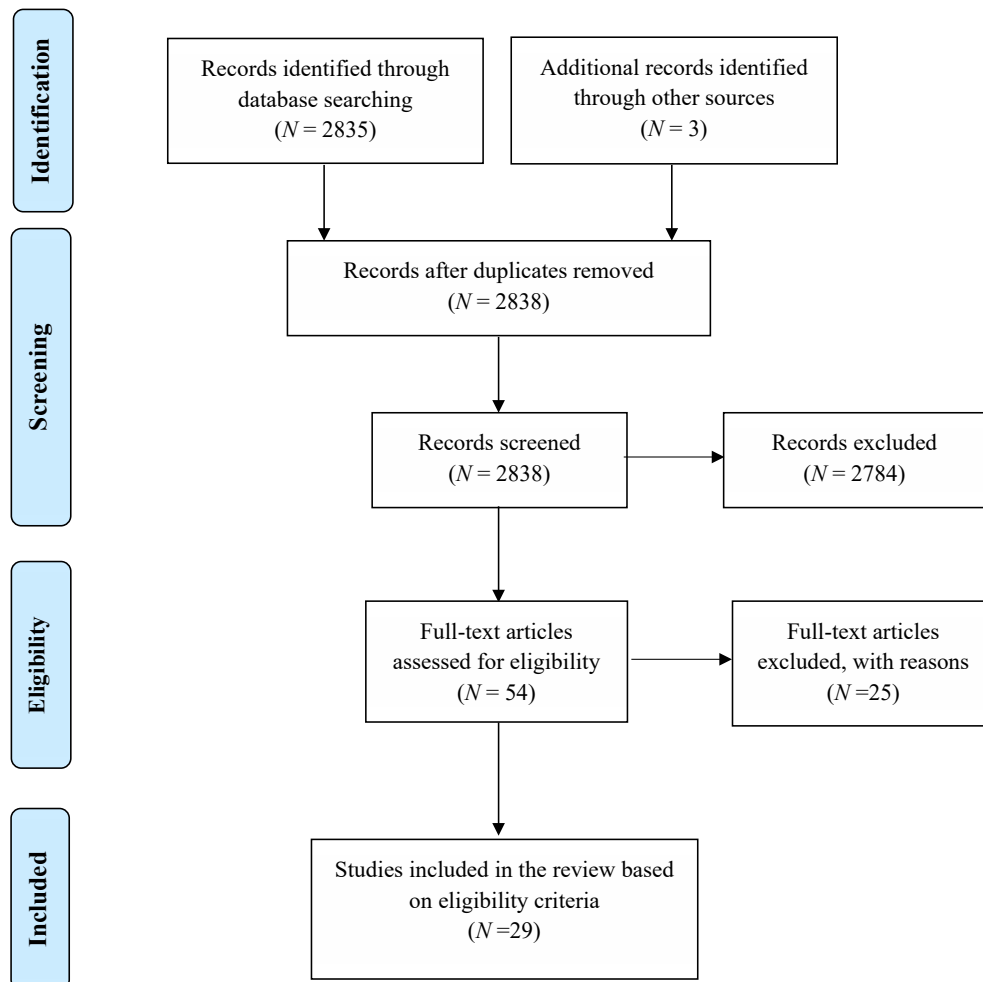 Identification
Records identified through
database searching
(N = 2835)
Additional records identified
through other sources
(N = 3)
Screening
Records after duplicates removed
(N = 2838)
Records screened
(N = 2838)
Records excluded
(N = 2784)
Eligibility
Full-text articles
assessed for eligibility
(N = 54)
Full-text articles
excluded, with reasons
(N =25)
Included
Studies included in the review based
on eligibility criteria
(N =29)